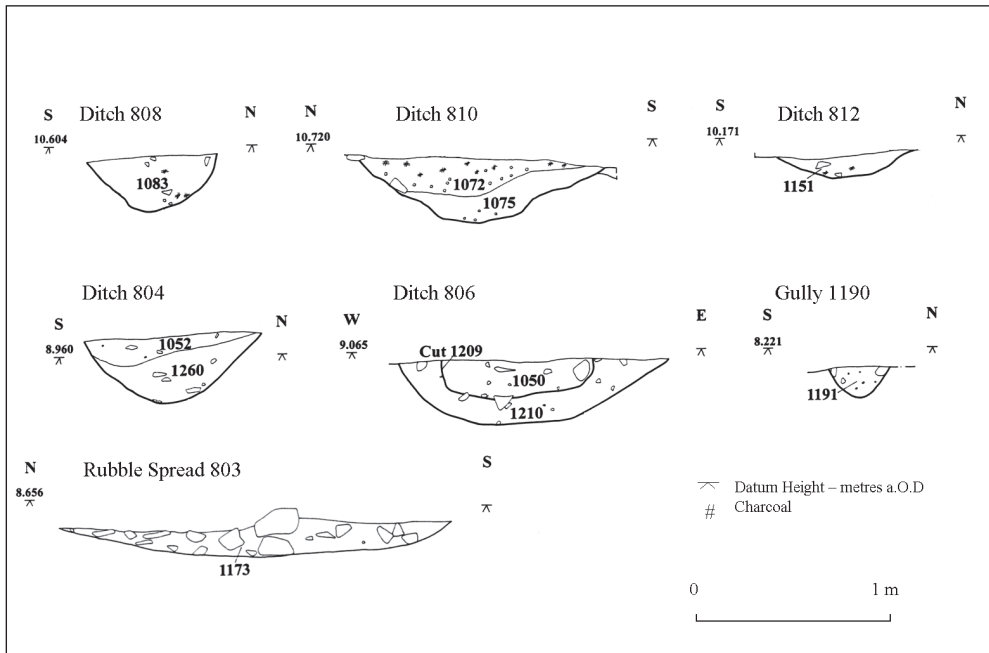 S Ditch 808 N
10.604
1083
N Ditch 810 S
10.720
1072
1075
S Ditch 812 N
10.171
1151
Ditch 804
S N
8.960
1052
1260
Ditch 806
W E
9.065
Cut 1209
1050
1210
Gully 1190
S N
8.221
1191
N Rubble Spread 803 S
8.656
1173
Datum Height – metres a.O.D
# Charcoal
0 1 m